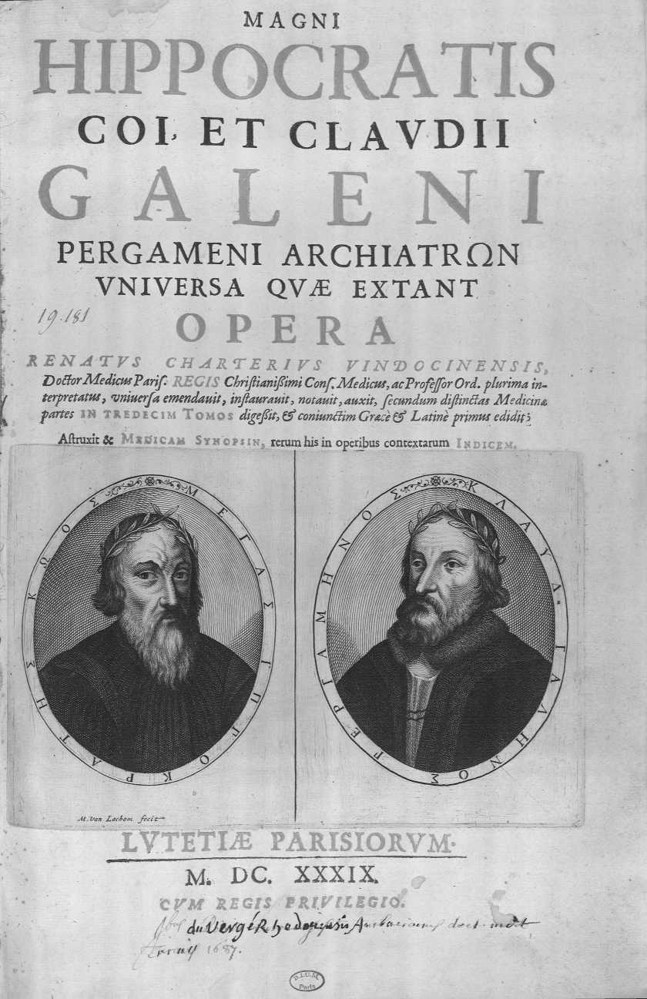 MAGNI
HIPPOCRATIS
COI, ET CLAVDII
GALENI
PERGAMENI ARCHIATRΩN
VNIVERSA QVÆ EXTANT
19.181
OPERA
RENATVS CHARTERIVS VINDOCINENSIS,
Doctor Medicus Pariſ. REGIS Chriſtianißimi Conſ. Medicus, ac Profeſſor Ord. plurima in-
terpretatus, vniuerſa emendauit, inſtaurauit, notauit, auxit, ſecundum diſtinctas Medicinæ
partes IN TREDECIM TOMOS digeßit, & coniunctim Græcè & Latinè primus edidit;
Aſtruxit & MEDICAM SYNOPSIN, rerum his in operibus contextarum INDICEM.
ΜΕΓΑΣ ΙΠΠΟΚΡΑΤΗΣ ΚΩΟΣ
ΚΛΑΥΔ. ΓΑΛΗΝΟΣ ΠΕΡΓΑΜΗΝΟΣ
M. Van Lochom fecit
LVTETIÆ PARISIORVM.
M. DC. XXXIX.
CVM REGIS PRIVILEGIO.
du Vergé Rhedonensis doct. med
1687.
B.I.U.M.
Paris